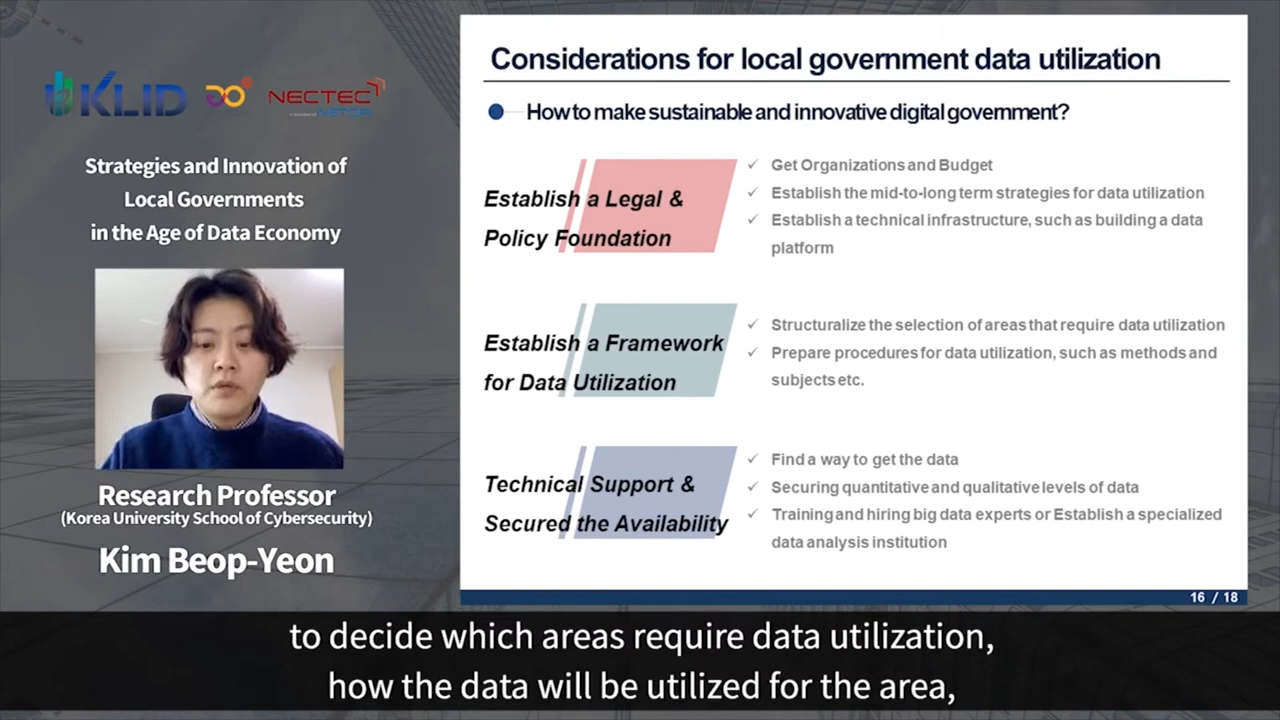 KLID
NECTEC
Strategies and Innovation of
Local Governments
in the Age of Data Economy
Research Professor
(Korea University School of Cybersecurity)
Kim Beop-Yeon
Considerations for local government data utilization
How to make sustainable and innovative digital government?
Establish a Legal &
Policy Foundation
✓ Get Organizations and Budget
✓ Establish the mid-to-long term strategies for data utilization
✓ Establish a technical infrastructure, such as building a data
platform
Establish a Framework
for Data Utilization
✓ Structuralize the selection of areas that require data utilization
✓ Prepare procedures for data utilization, such as methods and
subjects etc.
Technical Support &
Secured the Availability
✓ Find a way to get the data
✓ Securing quantitative and qualitative levels of data
✓ Training and hiring big data experts or Establish a specialized
data analysis institution
16 / 18
to decide which areas require data utilization,
how the data will be utilized for the area,